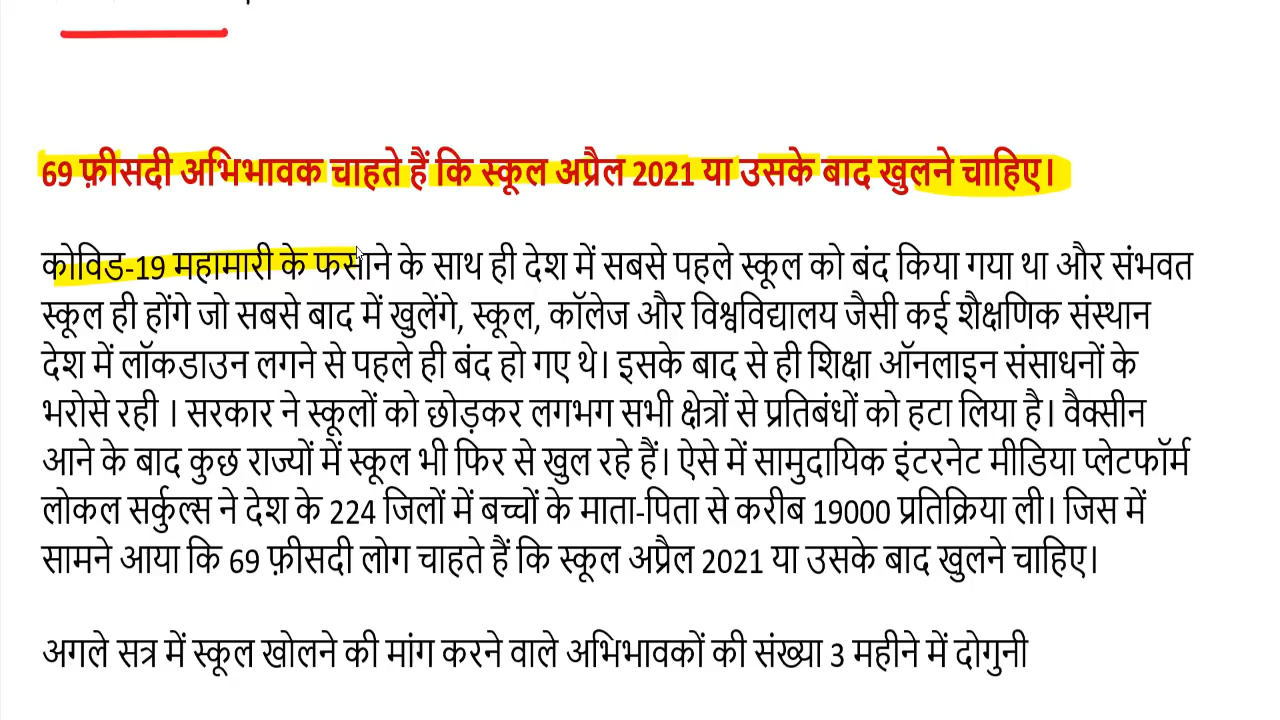 69 फ़ीसदी अभिभावक चाहते हैं कि स्कूल अप्रैल 2021 या उसके बाद खुलने चाहिए।
कोविड-19 महामारी के फसाने के साथ ही देश में सबसे पहले स्कूल को बंद किया गया था और संभवत
स्कूल ही होंगे जो सबसे बाद में खुलेंगे, स्कूल, कॉलेज और विश्वविद्यालय जैसी कई शैक्षणिक संस्थान
देश में लॉकडाउन लगने से पहले ही बंद हो गए थे। इसके बाद से ही शिक्षा ऑनलाइन संसाधनों के
भरोसे रही । सरकार ने स्कूलों को छोड़कर लगभग सभी क्षेत्रों से प्रतिबंधों को हटा लिया है। वैक्सीन
आने के बाद कुछ राज्यों में स्कूल भी फिर से खुल रहे हैं। ऐसे में सामुदायिक इंटरनेट मीडिया प्लेटफॉर्म
लोकल सर्कुल्स ने देश के 224 जिलों में बच्चों के माता-पिता से करीब 19000 प्रतिक्रिया ली। जिस में
सामने आया कि 69 फ़ीसदी लोग चाहते हैं कि स्कूल अप्रैल 2021 या उसके बाद खुलने चाहिए।
अगले सत्र में स्कूल खोलने की मांग करने वाले अभिभावकों की संख्या 3 महीने में दोगुनी